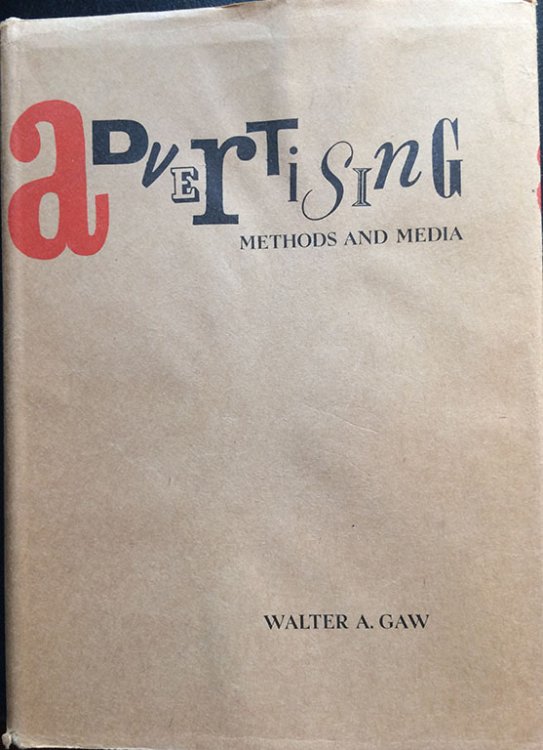 aDVErTiSInG
METHODS AND MEDIA
WALTER A. GAW